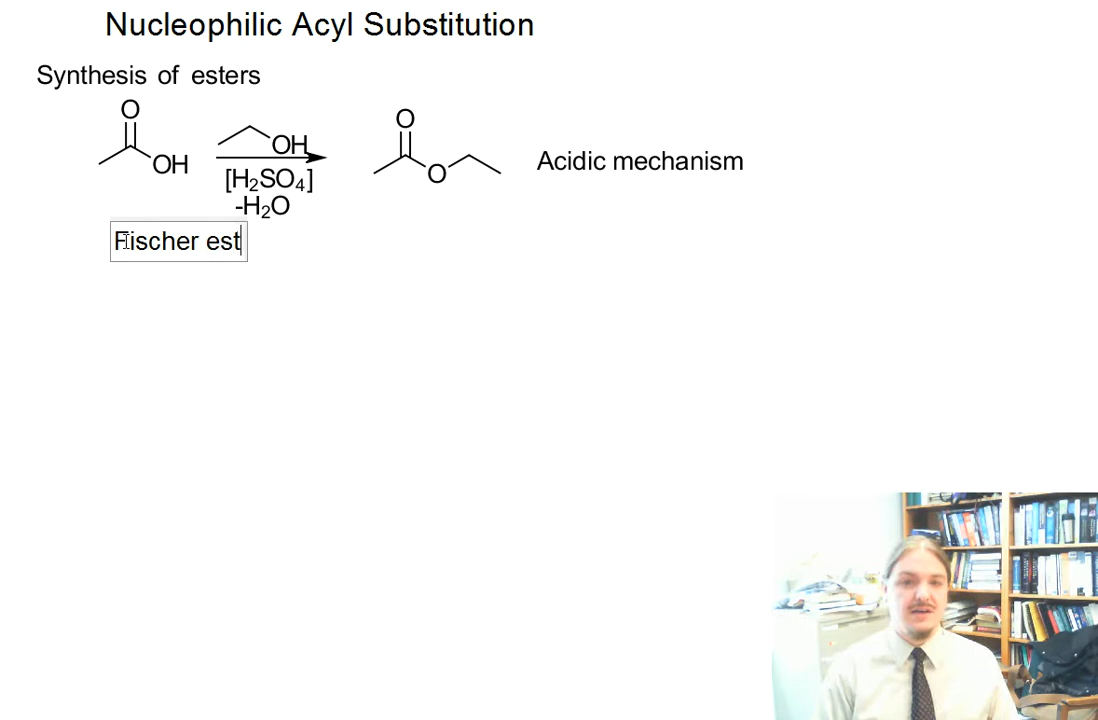 Nucleophilic Acyl Substitution
Synthesis of esters
O
OH
OH
[H₂SO₄]
-H₂O
O
O
Acidic mechanism
Fischer est